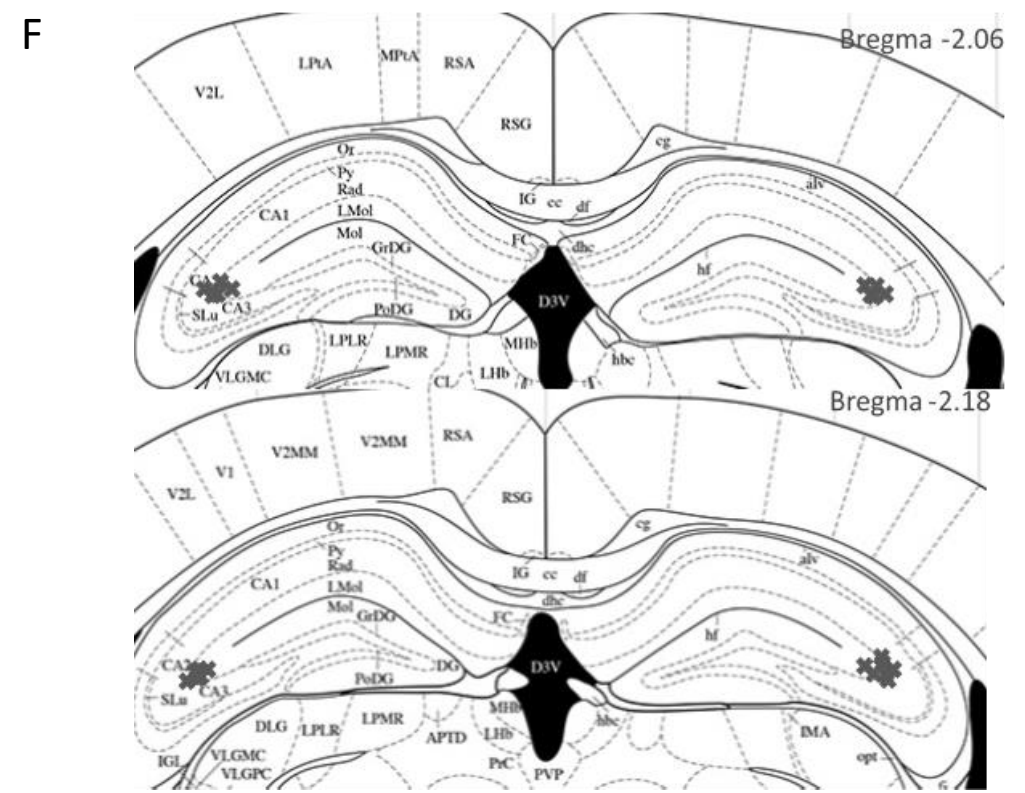 F
Bregma -2.06
LPtA
MPtA
RSA
V2L
RSG
cg
Or
Py
alv
Rad
IG
cc
df
LMol
CA1
Mol
FC
GrDG
dhc
hf
D3V
SLu
CA3
PoDG
DG
LPLR
MHb
DLG
LPMR
hbc
LHb
VLGMC
CL
Bregma -2.18
RSA
V2MM
V2MM
V1
V2L
RSG
Or
cg
Py
alv
Rad
IG
cc
df
CA1
LMol
dhc
Mol
GrDG
FC
hf
CA2
DG
D3V
PoDG
SLu
CA3
MHb
LPMR
hbc
DLG
LPLR
LHb
IMA
APTD
VLGMC
opt
IGL
PrC
VLGPC
PVP